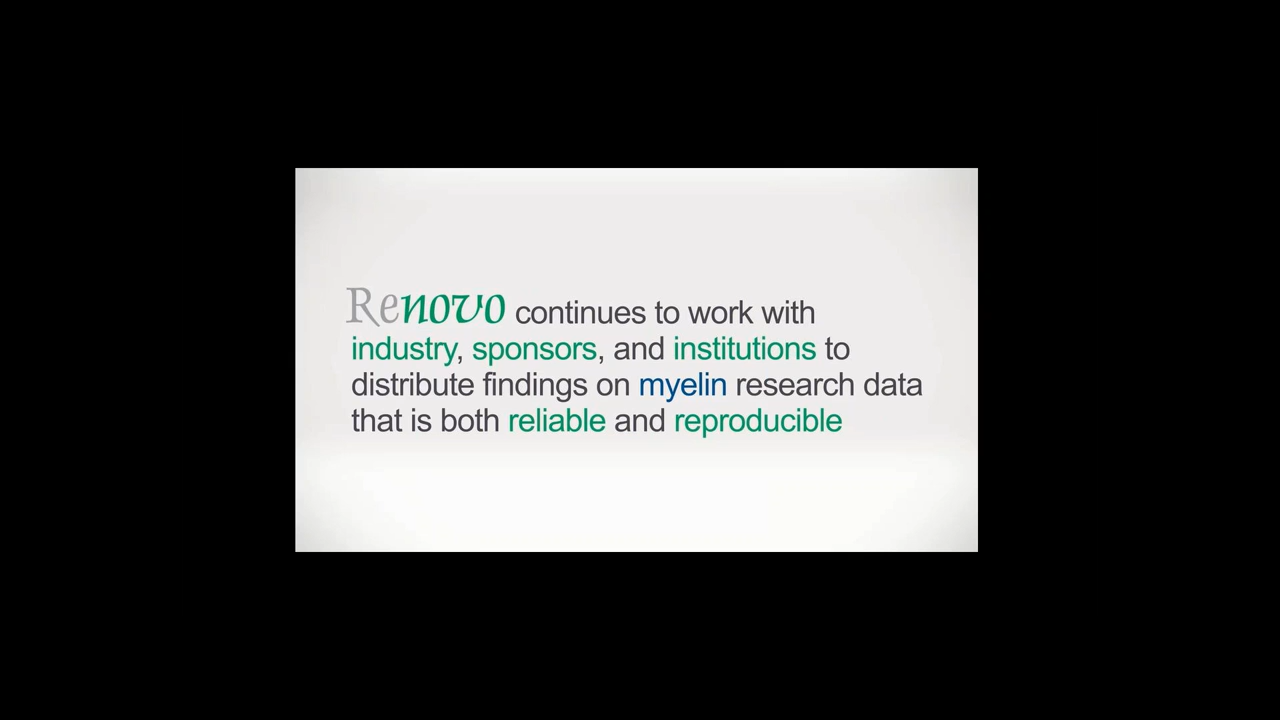 Renovo continues to work with
industry, sponsors, and institutions to
distribute findings on myelin research data
that is both reliable and reproducible